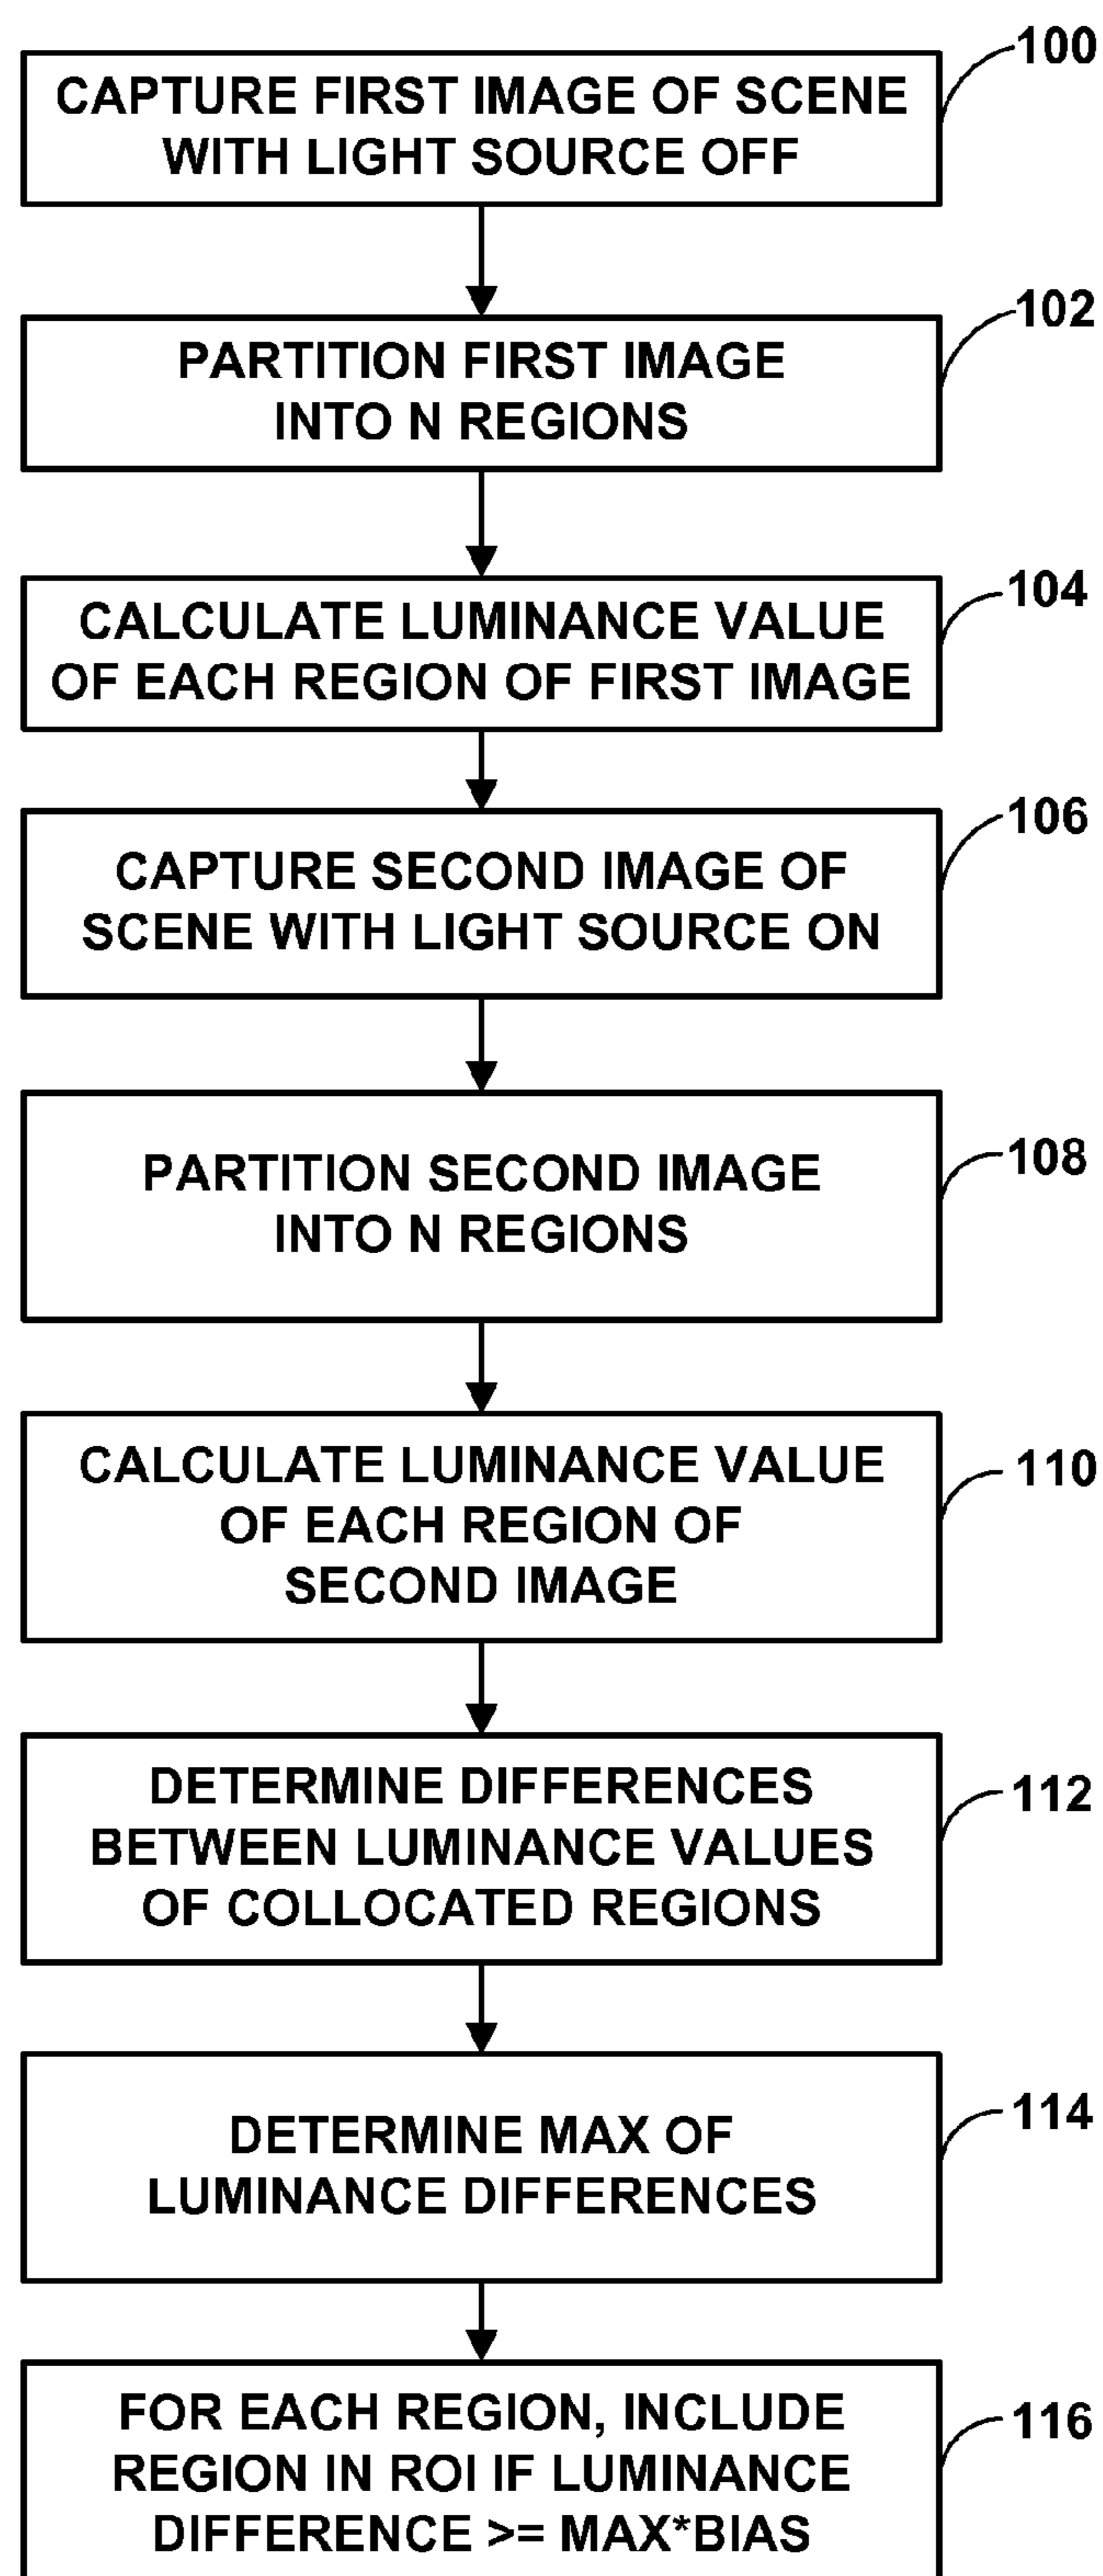 100
CAPTURE FIRST IMAGE OF SCENE
WITH LIGHT SOURCE OFF
102
PARTITION FIRST IMAGE
INTO N REGIONS
104
CALCULATE LUMINANCE VALUE
OF EACH REGION OF FIRST IMAGE
106
CAPTURE SECOND IMAGE OF
SCENE WITH LIGHT SOURCE ON
108
PARTITION SECOND IMAGE
INTO N REGIONS
110
CALCULATE LUMINANCE VALUE
OF EACH REGION OF
SECOND IMAGE
112
DETERMINE DIFFERENCES
BETWEEN LUMINANCE VALUES
OF COLLOCATED REGIONS
114
DETERMINE MAX OF
LUMINANCE DIFFERENCES
116
FOR EACH REGION, INCLUDE
REGION IN ROI IF LUMINANCE
DIFFERENCE >= MAX*BIAS